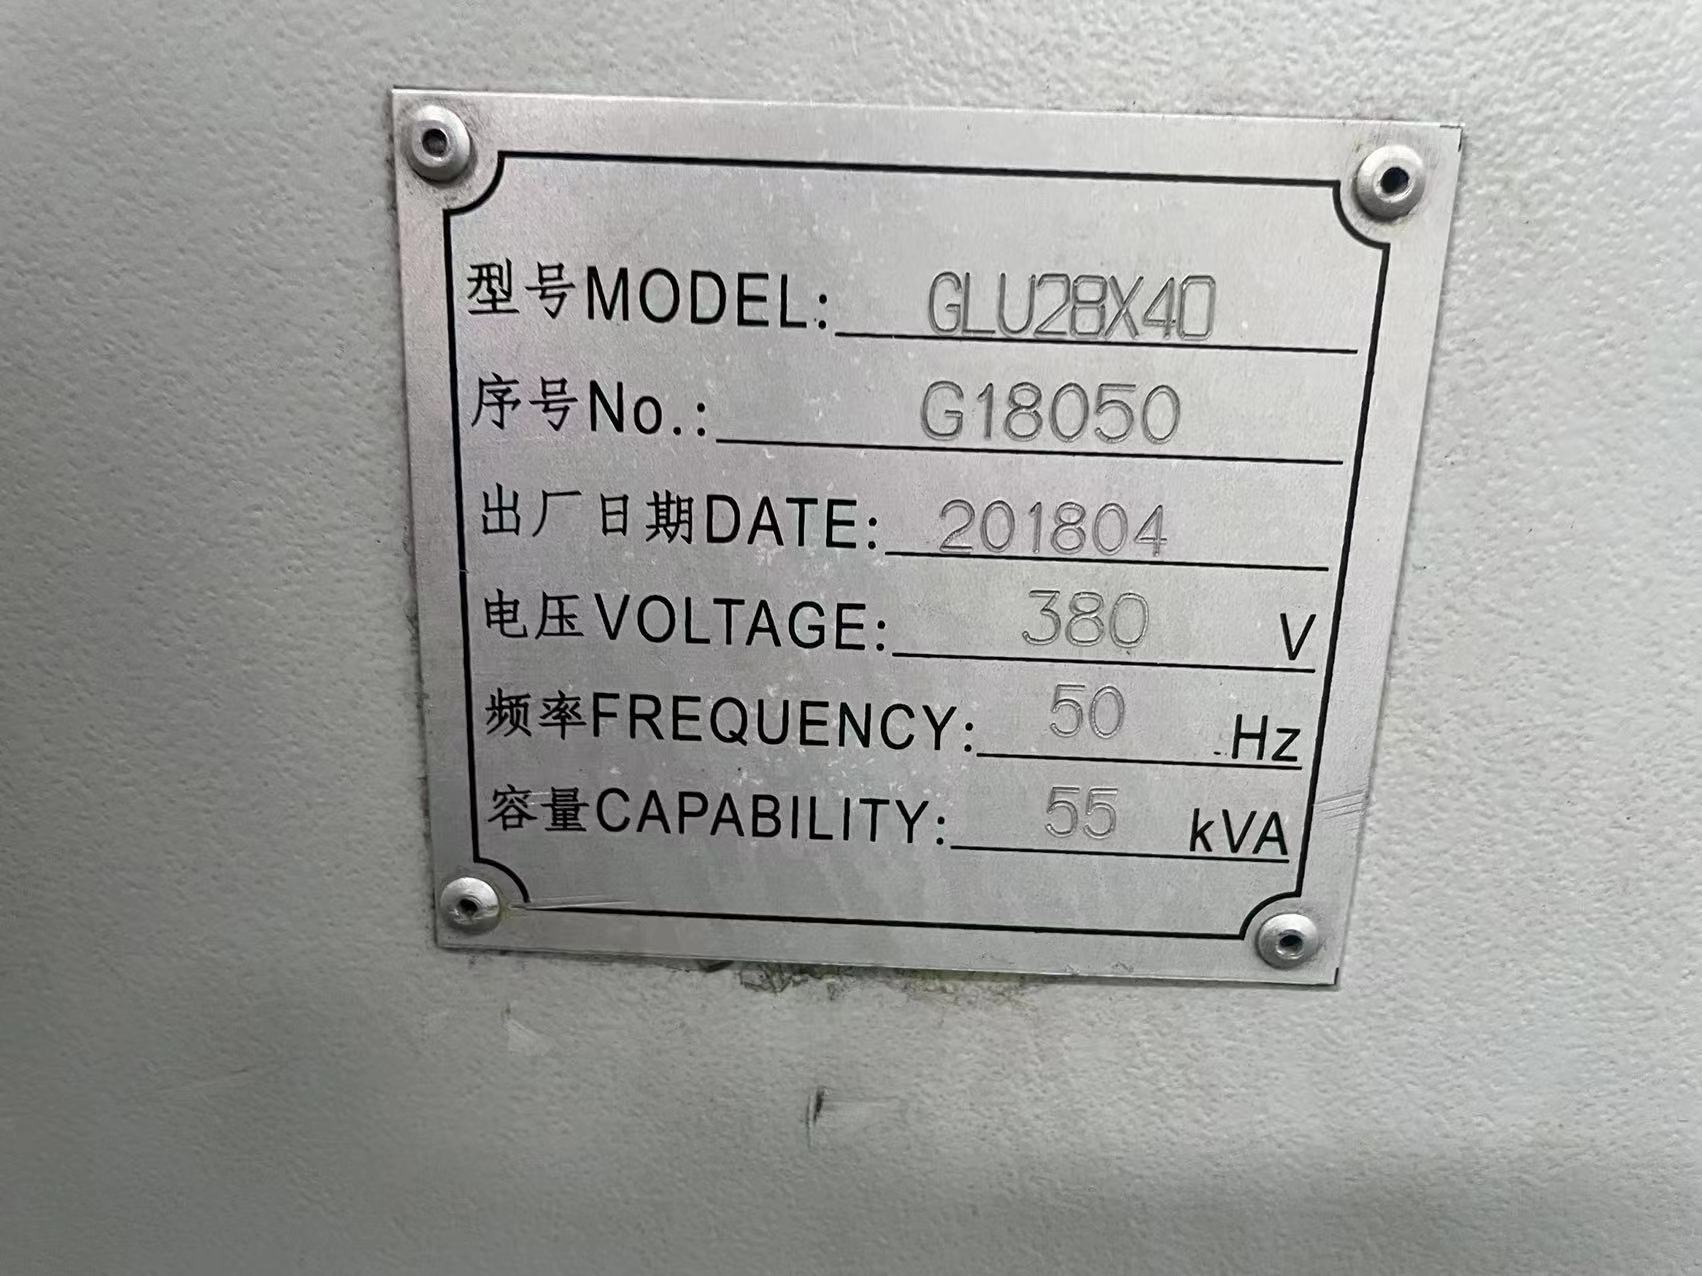 型号MODEL: GLU28X40
序号No.: G18050
出厂日期DATE: 201804
电压VOLTAGE: 380 V
频率FREQUENCY: 50 Hz
容量CAPABILITY: 55 kVA